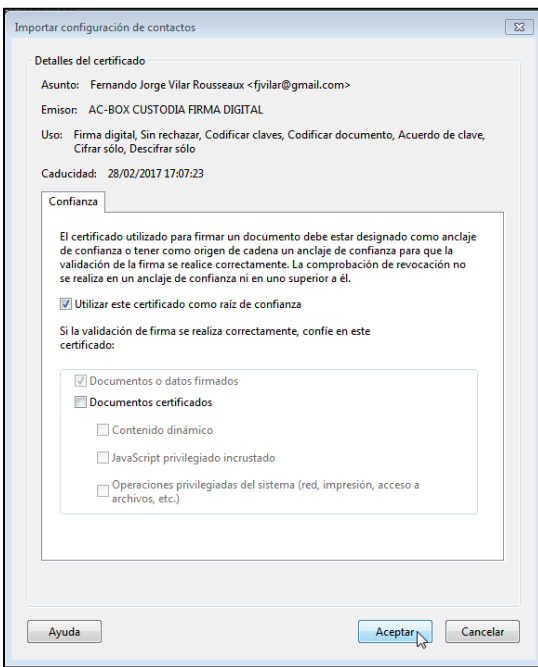 Importar configuración de contactos
Detalles del certificado
Asunto: Fernando Jorge Vilar Rousseaux <fjvilar@gmail.com>
Emisor: AC-BOX CUSTODIA FIRMA DIGITAL
Uso: Firma digital, Sin rechazar, Codificar claves, Codificar documento, Acuerdo de clave,
Cifrar sólo, Descifrar sólo
Caducidad: 28/02/2017 17:07:23
Confianza
El certificado utilizado para firmar un documento debe estar designado como anclaje
de confianza o tener como origen de cadena un anclaje de confianza para que la
validación de la firma se realice correctamente. La comprobación de revocación no
se realiza en un anclaje de confianza ni en uno superior a él.
Utilizar este certificado como raíz de confianza
Si la validación de firma se realiza correctamente, confíe en este
certificado:
Documentos o datos firmados
Documentos certificados
Contenido dinámico
JavaScript privilegiado incrustado
Operaciones privilegiadas del sistema (red, impresión, acceso a
archivos, etc.)
Ayuda
Aceptar
Cancelar